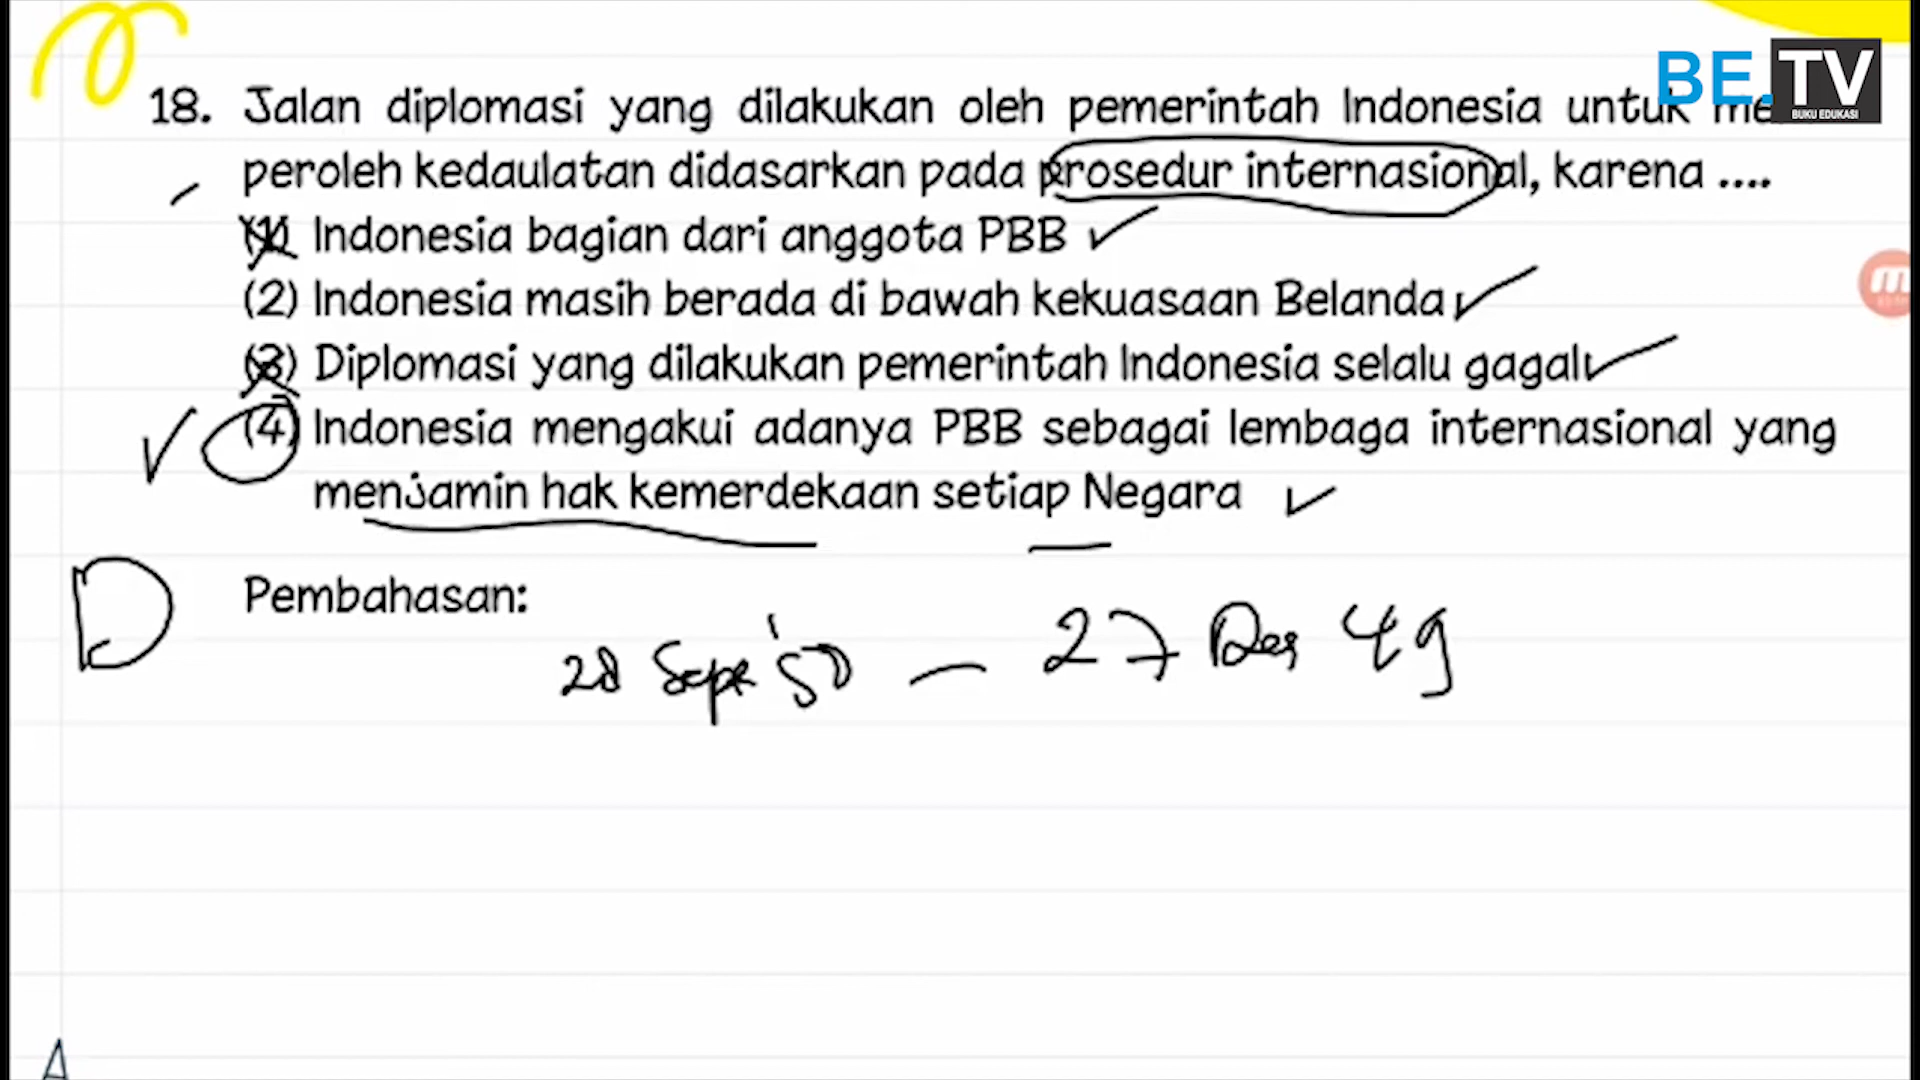 BE.TV
BUKU EDUKASI
18. Jalan diplomasi yang dilakukan oleh pemerintah Indonesia untuk me
peroleh kedaulatan didasarkan pada prosedur internasional, karena ....
(1) Indonesia bagian dari anggota PBB
(2) Indonesia masih berada di bawah kekuasaan Belanda
(3) Diplomasi yang dilakukan pemerintah Indonesia selalu gagal
(4) Indonesia mengakui adanya PBB sebagai lembaga internasional yang
menjamin hak kemerdekaan setiap Negara
D
Pembahasan:
28 Sept '50 — 27 Des 49